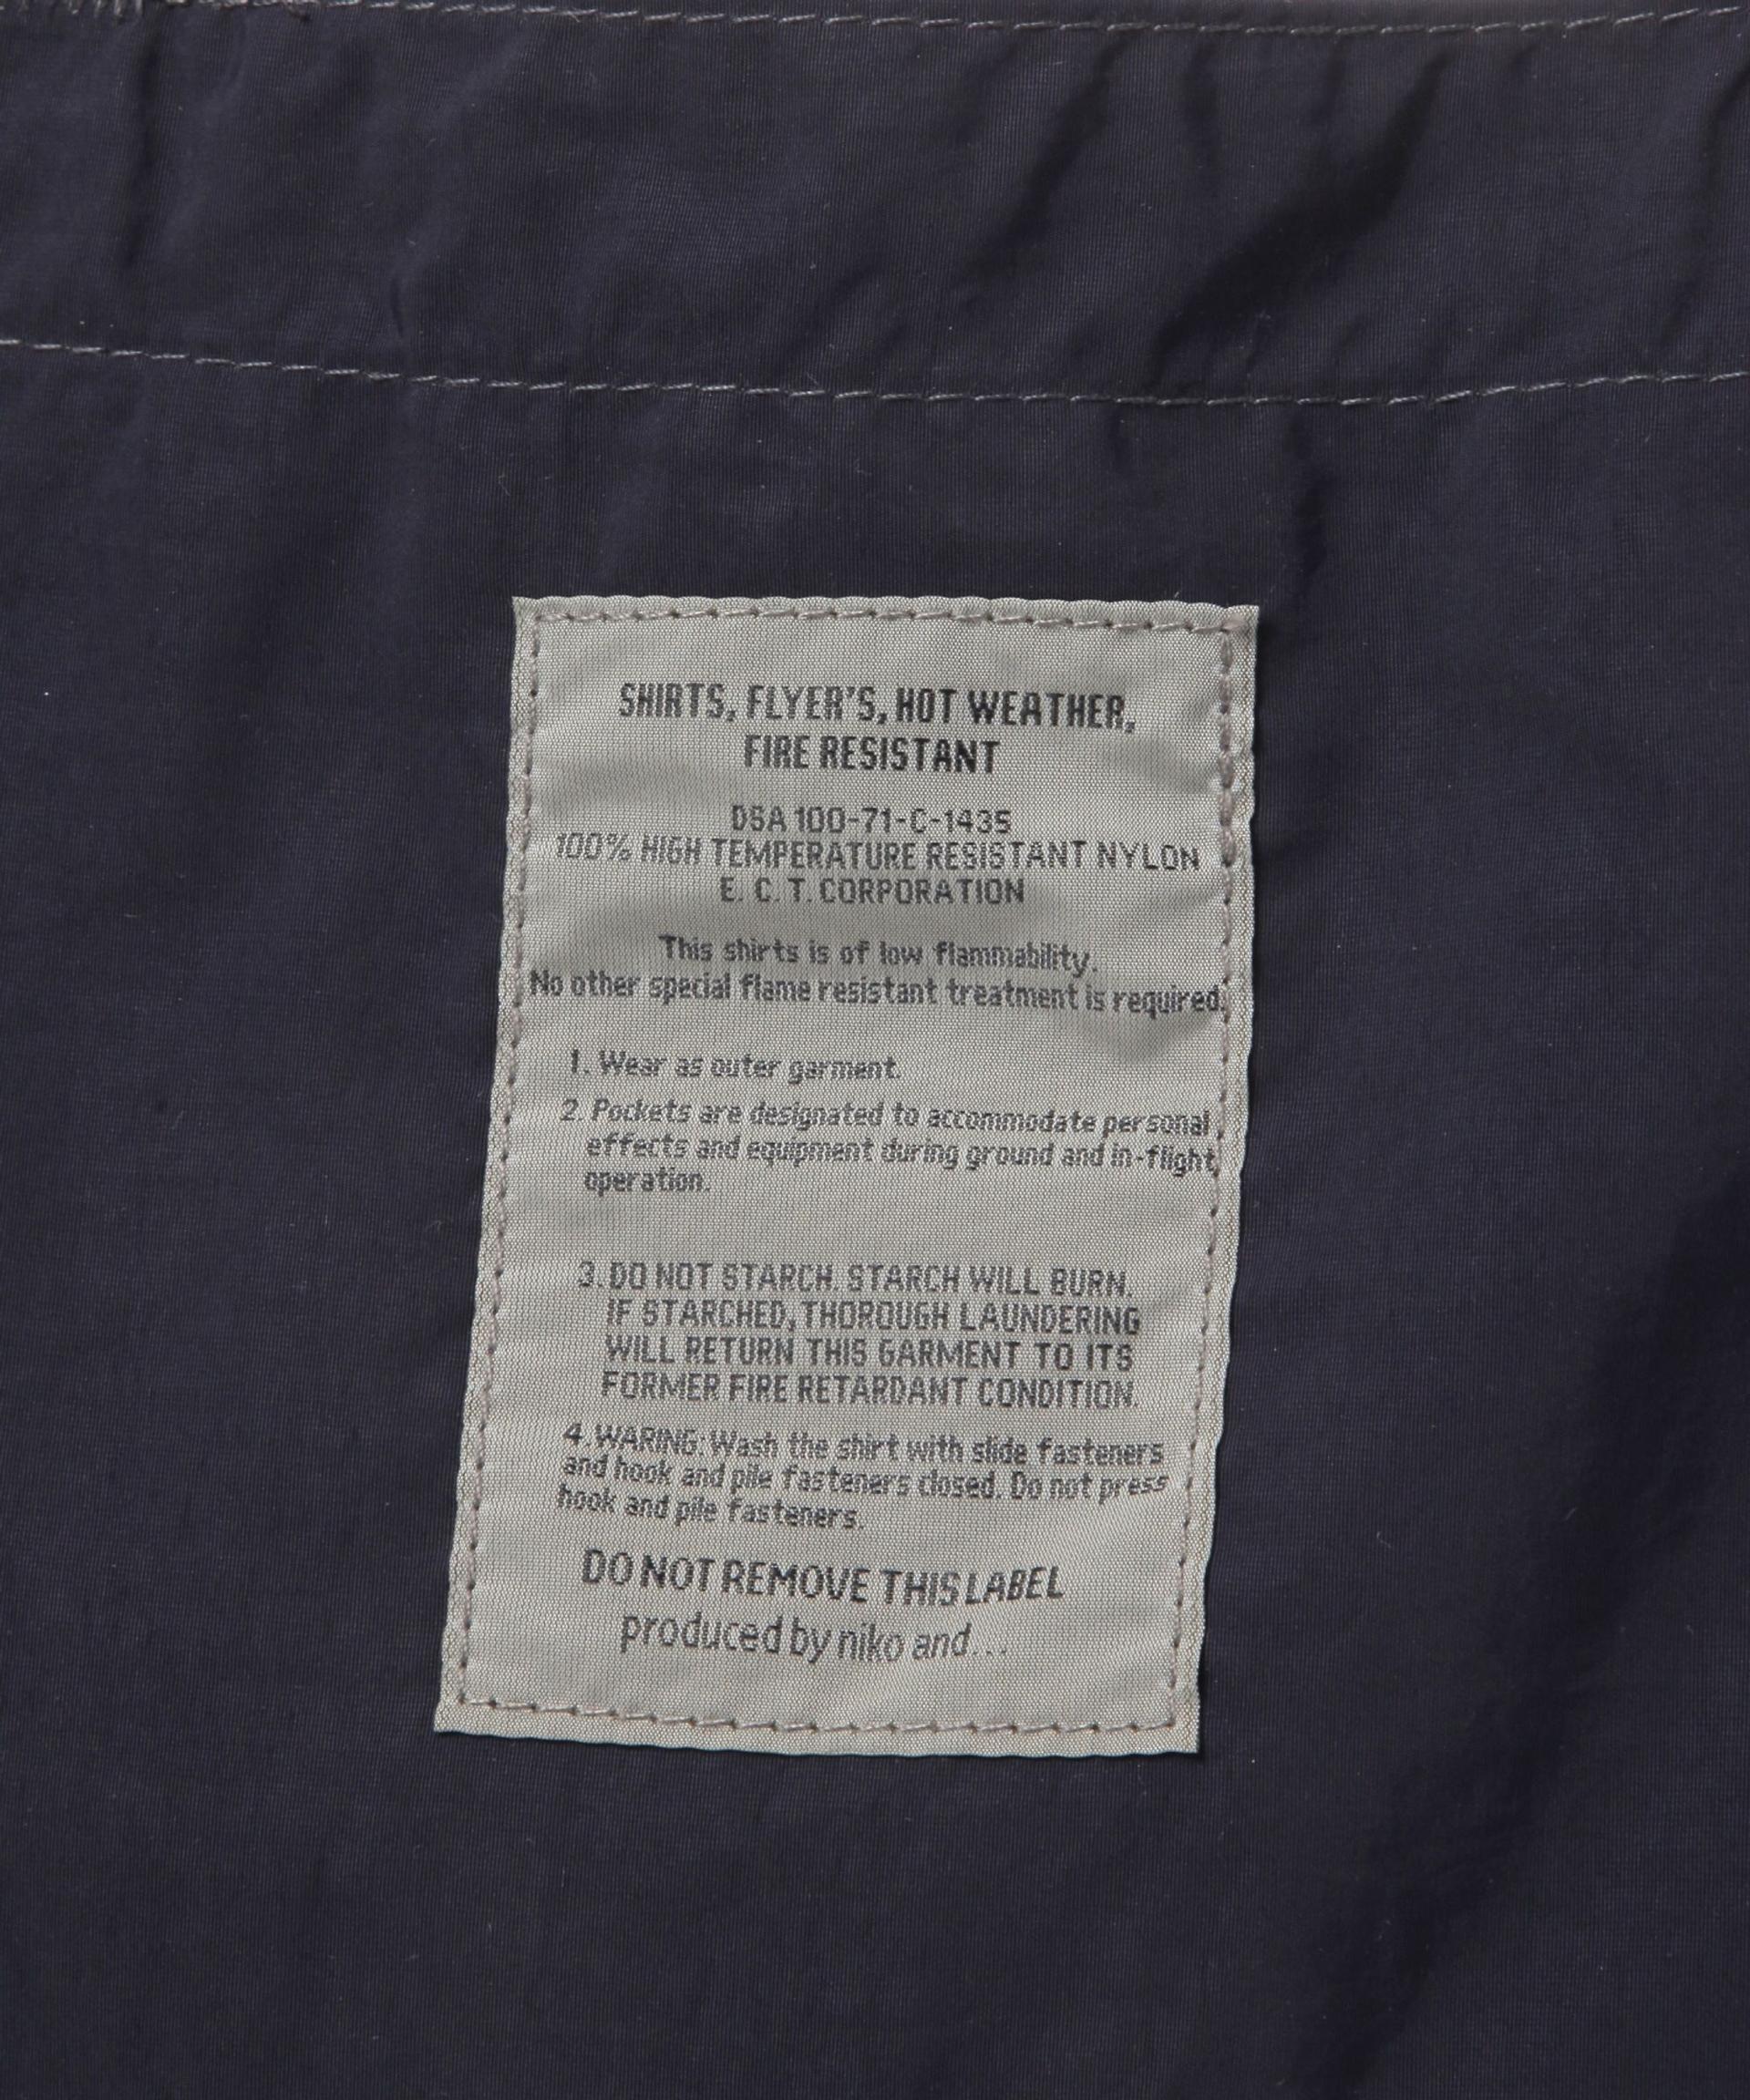 SHIRTS, FLYER'S, HOT WEATHER,
FIRE RESISTANT
DSA 100-71-C-1435
100% HIGH TEMPERATURE RESISTANT NYLON
E. C. T. CORPORATION
This shirts is of low flammability.
No other special flame resistant treatment is required.
1. Wear as outer garment.
2. Pockets are designated to accommodate personal
effects and equipment during ground and in-flight
operation.
3. DO NOT STARCH. STARCH WILL BURN.
IF STARCHED, THOROUGH LAUNDERING
WILL RETURN THIS GARMENT TO ITS
FORMER FIRE RETARDANT CONDITION.
4. WARING: Wash the shirt with slide fasteners
and hook and pile fasteners closed. Do not press
hook and pile fasteners.
DO NOT REMOVE THIS LABEL
produced by niko and...